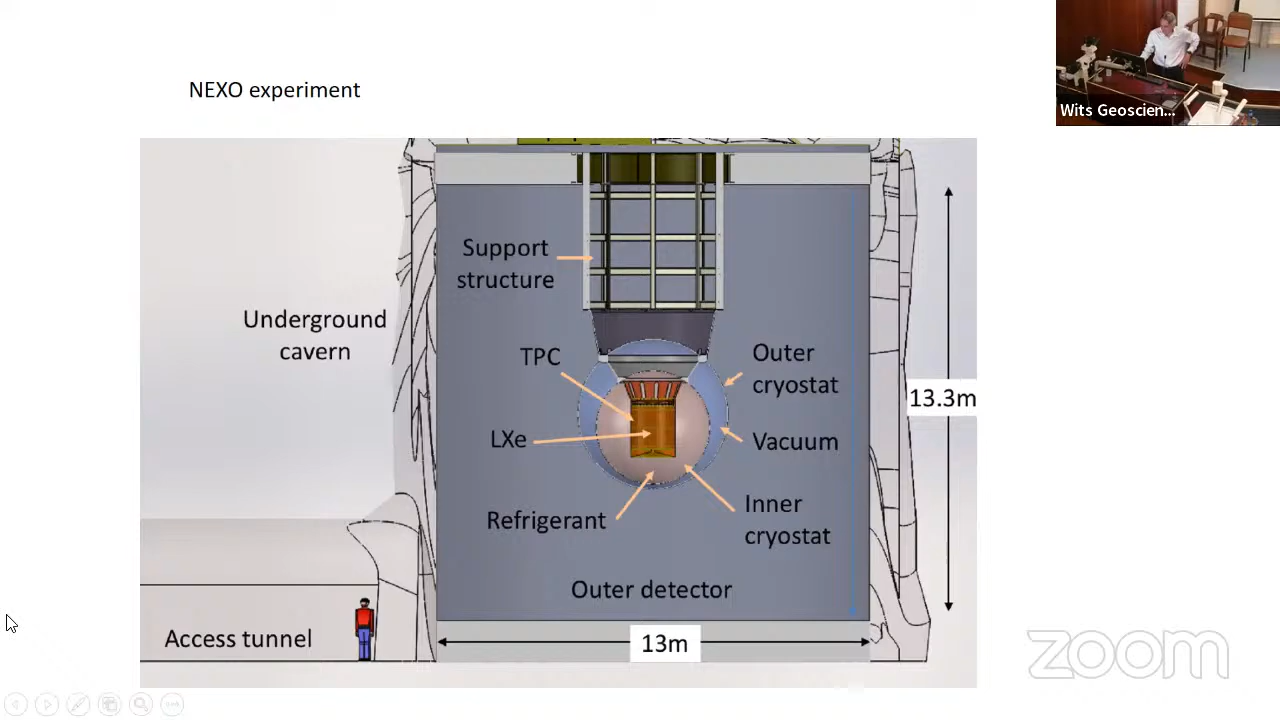 NEXO experiment
Wits Geoscien...
Support
structure
Underground
cavern
TPC
Outer
cryostat
13.3m
LXe
Vacuum
Inner
cryostat
Refrigerant
Outer detector
Access tunnel
13m
zoom